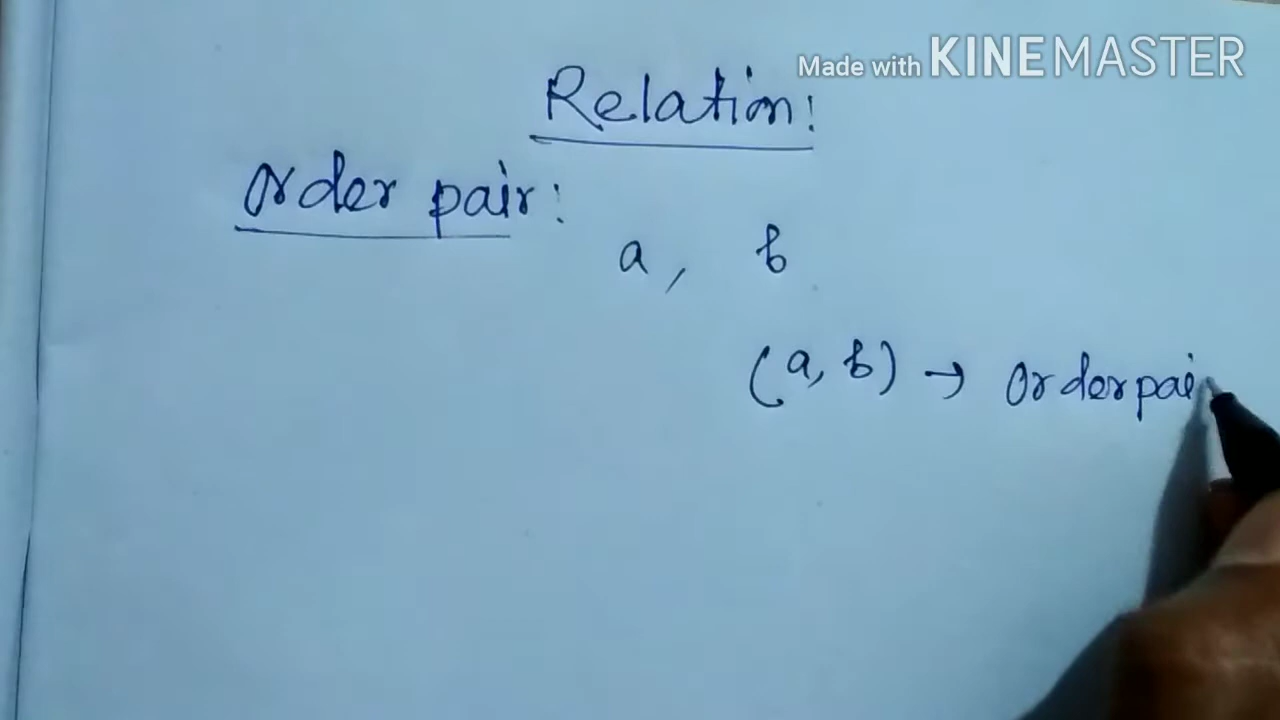 Made with KINEMASTER
Relation:
Order pair:
a, b
(a, b) → Order pai